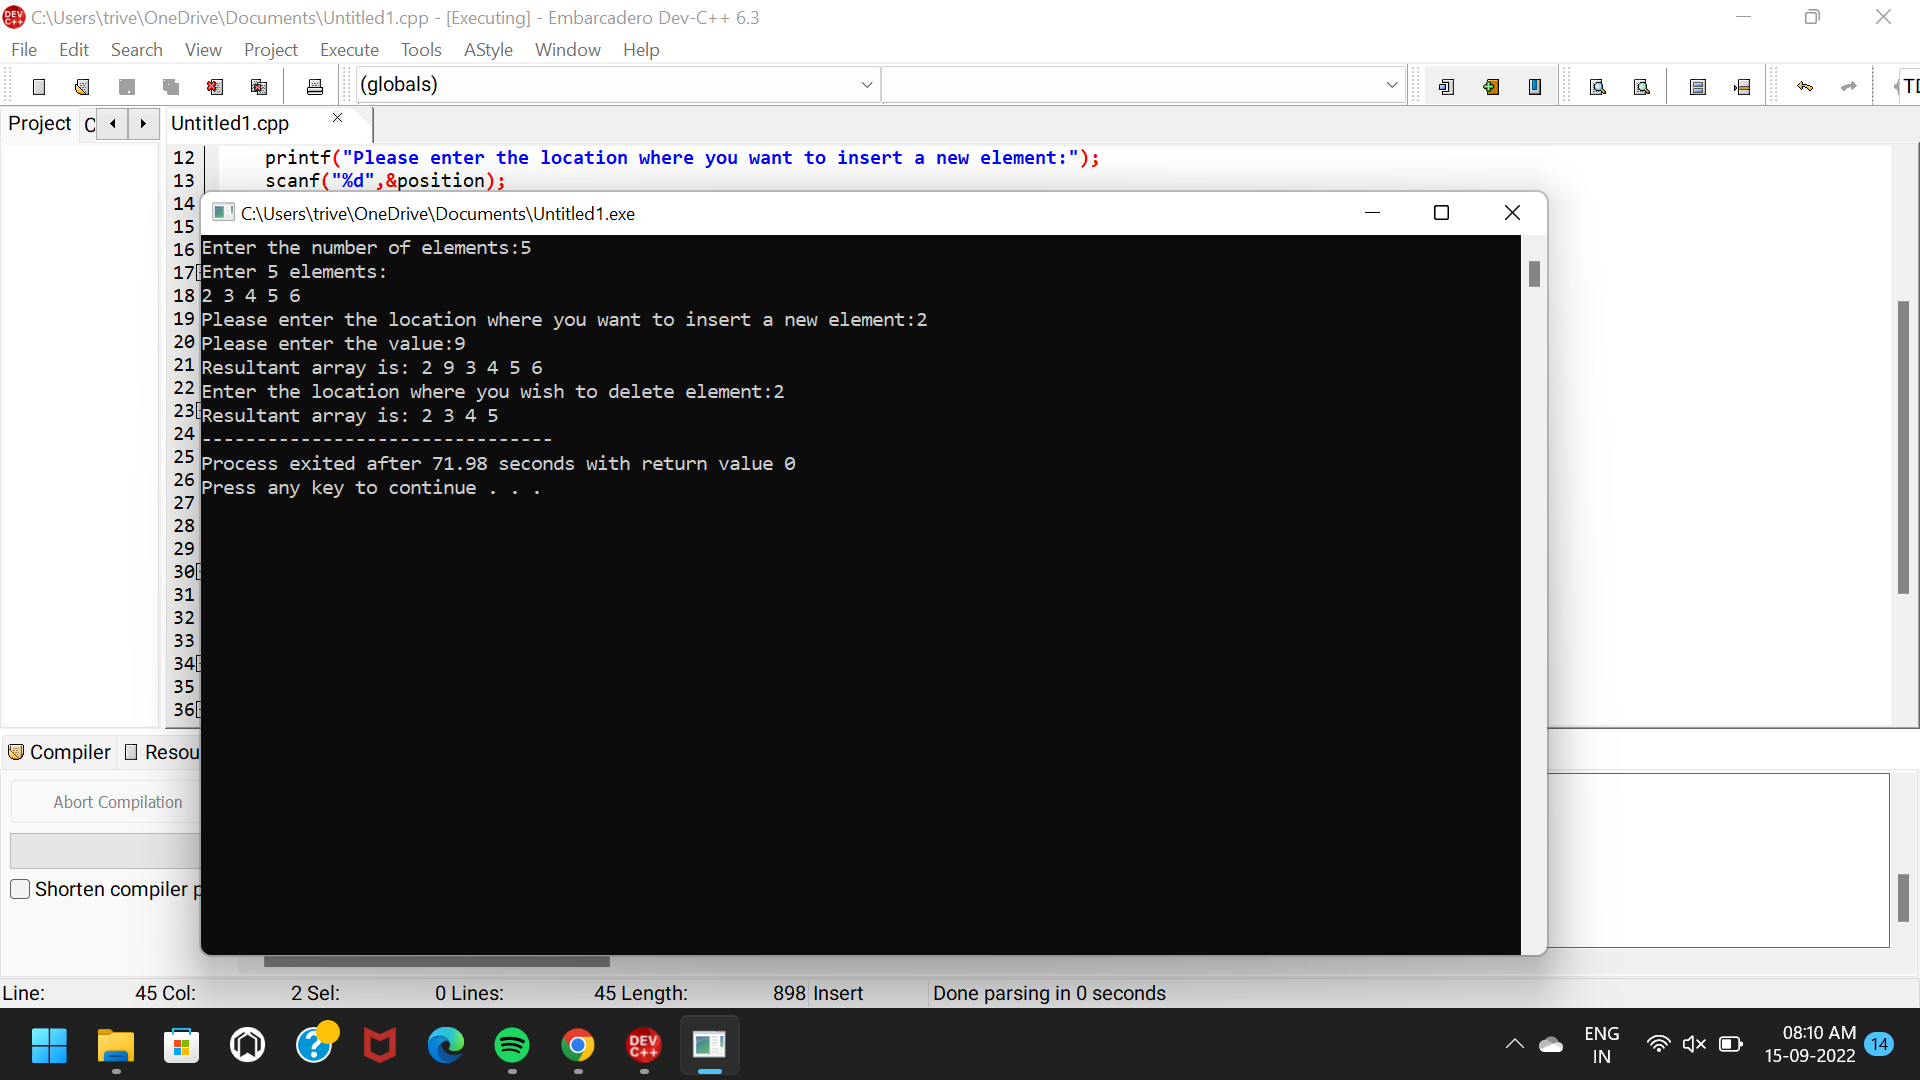 C:\Users\trive\OneDrive\Documents\Untitled1.cpp - [Executing] - Embarcadero Dev-C++ 6.3
File Edit Search View Project Execute Tools AStyle Window Help
(globals)
Project Untitled1.cpp
12 printf("Please enter the location where you want to insert a new element:");
13 scanf("%d",&position);
14
C:\Users\trive\OneDrive\Documents\Untitled1.exe
15
16 Enter the number of elements:5
17 Enter 5 elements:
18 2 3 4 5 6
19 Please enter the location where you want to insert a new element:2
20 Please enter the value:9
21 Resultant array is: 2 9 3 4 5 6
22 Enter the location where you wish to delete element:2
23 Resultant array is: 2 3 4 5
24 --------------------------------
25 Process exited after 71.98 seconds with return value 0
26 Press any key to continue . . .
27
28
29
30
31
32
33
34
35
36
Compiler Resou
Abort Compilation
Shorten compiler p
Line: 45 Col: 2 Sel: 0 Lines: 45 Length: 898 Insert Done parsing in 0 seconds
DEV C++
ENG IN
08:10 AM
15-09-2022
14